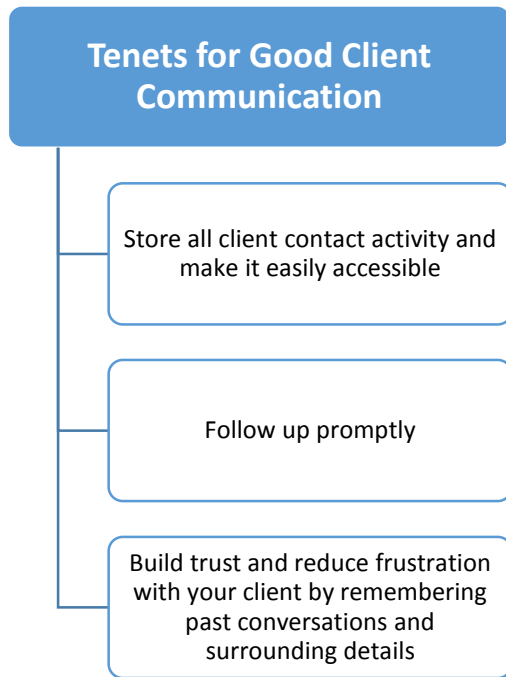 Tenets for Good Client
Communication
Store all client contact activity and
make it easily accessible
Follow up promptly
Build trust and reduce frustration
with your client by remembering
past conversations and
surrounding details